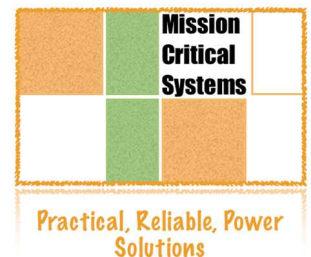 Mission
Critical
Systems
Practical, Reliable, Power
Solutions